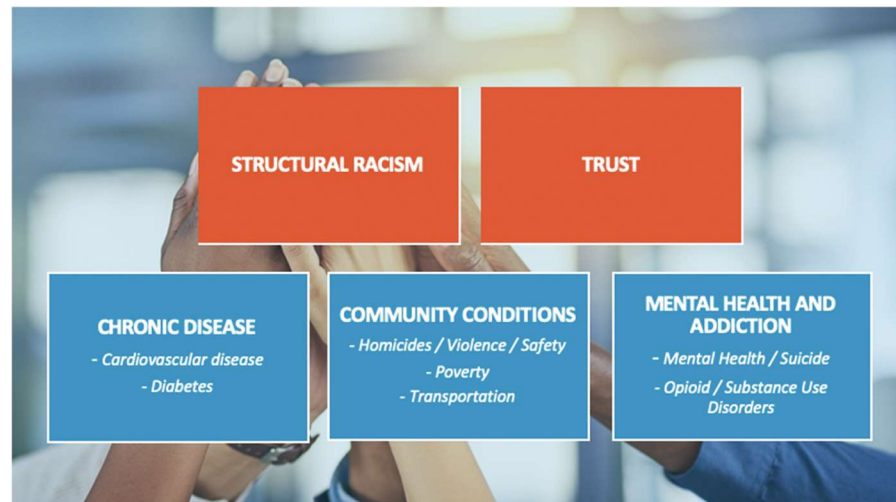 STRUCTURAL RACISM
TRUST
CHRONIC DISEASE
- Cardiovascular disease
- Diabetes
COMMUNITY CONDITIONS
- Homicides / Violence / Safety
- Poverty
- Transportation
MENTAL HEALTH AND
ADDICTION
- Mental Health / Suicide
- Opioid / Substance Use
Disorders